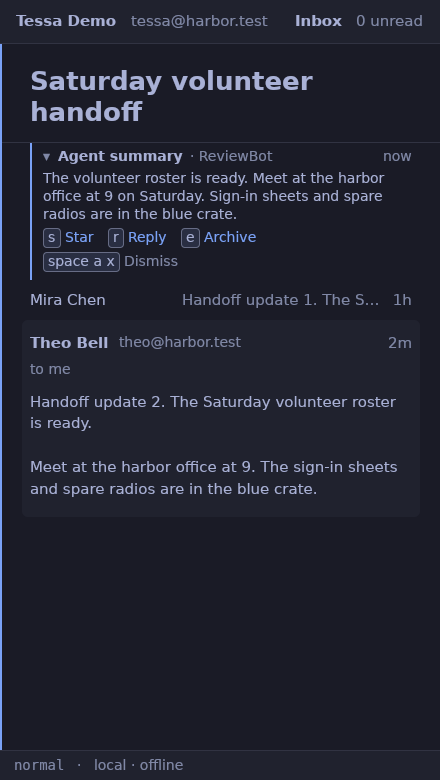 Tessa Demo tessa@harbor.test Inbox 0 unread
Saturday volunteer
handoff
▾ Agent summary · ReviewBot now
The volunteer roster is ready. Meet at the harbor
office at 9 on Saturday. Sign-in sheets and spare
radios are in the blue crate.
s Star r Reply e Archive
space a x Dismiss
Mira Chen Handoff update 1. The S... 1h
Theo Bell theo@harbor.test 2m
to me
Handoff update 2. The Saturday volunteer roster
is ready.
Meet at the harbor office at 9. The sign-in sheets
and spare radios are in the blue crate.
normal · local · offline